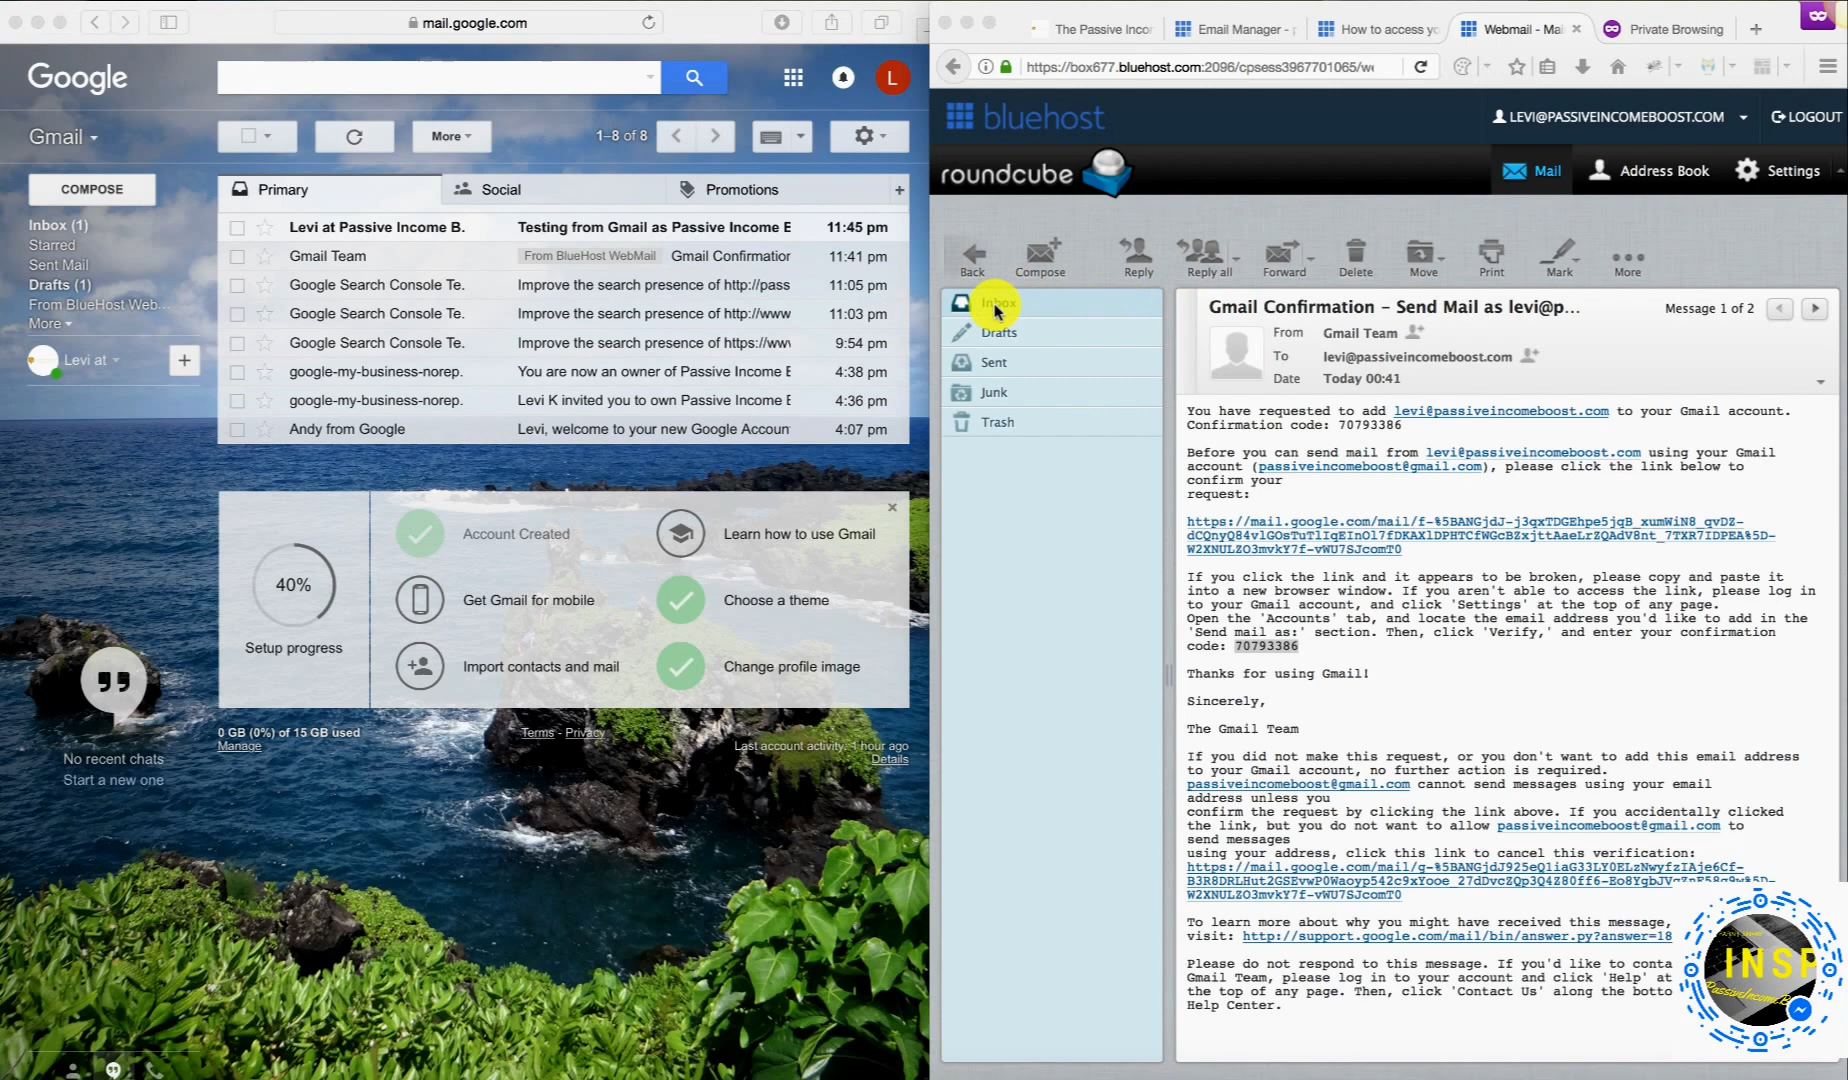 mail.google.com
Google
L
Gmail
More
1–8 of 8
COMPOSE
Inbox (1)
Starred
Sent Mail
Drafts (1)
From BlueHost Web...
More
Levi at
+
Primary
Social
Promotions
+
Levi at Passive Income B. Testing from Gmail as Passive Income E 11:45 pm
Gmail Team From BlueHost WebMail Gmail Confirmation 11:41 pm
Google Search Console Te. Improve the search presence of http://pass 11:05 pm
Google Search Console Te. Improve the search presence of http://www 11:03 pm
Google Search Console Te. Improve the search presence of https://www 9:54 pm
google-my-business-norep. You are now an owner of Passive Income E 4:38 pm
google-my-business-norep. Levi K invited you to own Passive Income E 4:36 pm
Andy from Google Levi, welcome to your new Google Accoun 4:07 pm
40%
Setup progress
Account Created
Learn how to use Gmail
Get Gmail for mobile
Choose a theme
Import contacts and mail
Change profile image
0 GB (0%) of 15 GB used
Manage
Terms - Privacy
Last account activity: 1 hour ago
Details
No recent chats
Start a new one
The Passive Incor
Email Manager - p
How to access yo
Webmail - Mai
Private Browsing
https://box677.bluehost.com:2096/cpsess3967701065/we
bluehost
LEVI@PASSIVEINCOMEBOOST.COM
LOGOUT
roundcube
Mail
Address Book
Settings
Back
Compose
Reply
Reply all
Forward
Delete
Move
Print
Mark
More
Inbox
Drafts
Sent
Junk
Trash
Gmail Confirmation – Send Mail as levi@p...
Message 1 of 2
From Gmail Team
To levi@passiveincomeboost.com
Date Today 00:41
You have requested to add levi@passiveincomeboost.com to your Gmail account.
Confirmation code: 70793386
Before you can send mail from levi@passiveincomeboost.com using your Gmail
account (passiveincomeboost@gmail.com), please click the link below to
confirm your
request:
If you click the link and it appears to be broken, please copy and paste it
into a new browser window. If you aren't able to access the link, please log in
to your Gmail account, and click 'Settings' at the top of any page.
Open the 'Accounts' tab, and locate the email address you'd like to add in the
'Send mail as:' section. Then, click 'Verify,' and enter your confirmation
code: 70793386
Thanks for using Gmail!
Sincerely,
The Gmail Team
If you did not make this request, or you don't want to add this email address
to your Gmail account, no further action is required.
passiveincomeboost@gmail.com cannot send messages using your email
address unless you
confirm the request by clicking the link above. If you accidentally clicked
the link, but you do not want to allow passiveincomeboost@gmail.com to
send messages
using your address, click this link to cancel this verification:
To learn more about why you might have received this message,
visit: http://support.google.com/mail/bin/answer.py?answer=18
Please do not respond to this message. If you'd like to conta
Gmail Team, please log in to your account and click 'Help' at
the top of any page. Then, click 'Contact Us' along the botto
Help Center.
INSP
PassiveIncomeB